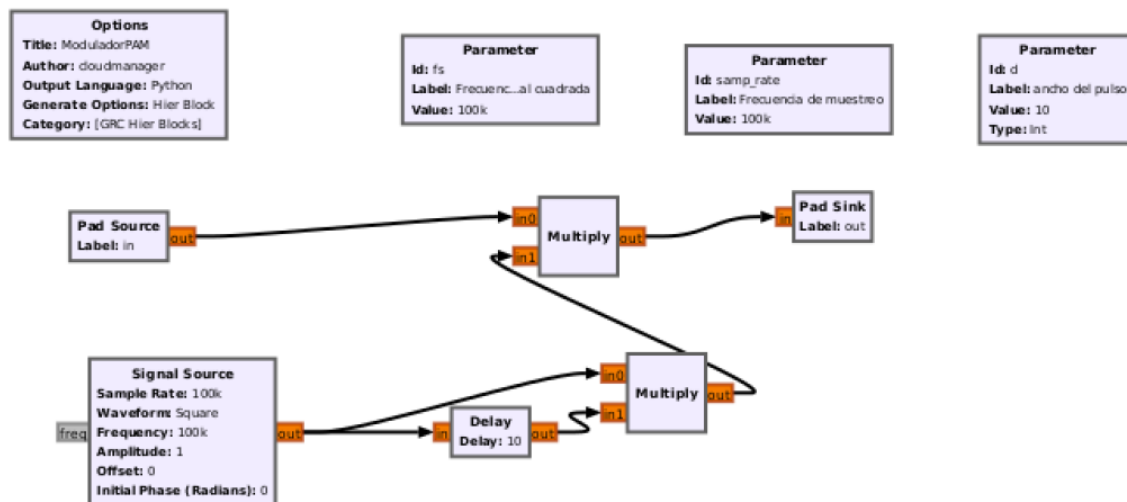 Options
Title: ModuladorPAM
Author: cloudmanager
Output Language: Python
Generate Options: Hier Block
Category: [GRC Hier Blocks]
Parameter
Id: fs
Label: Frecuenc...al cuadrada
Value: 100k
Parameter
Id: samp_rate
Label: Frecuencia de muestreo
Value: 100k
Parameter
Id: d
Label: ancho del pulso
Value: 10
Type: Int
Pad Source
Label: in
out
in0
in1
Multiply
out
in
Pad Sink
Label: out
freq
Signal Source
Sample Rate: 100k
Waveform: Square
Frequency: 100k
Amplitude: 1
Offset: 0
Initial Phase (Radians): 0
out
in
Delay
Delay: 10
out
in0
in1
Multiply
out